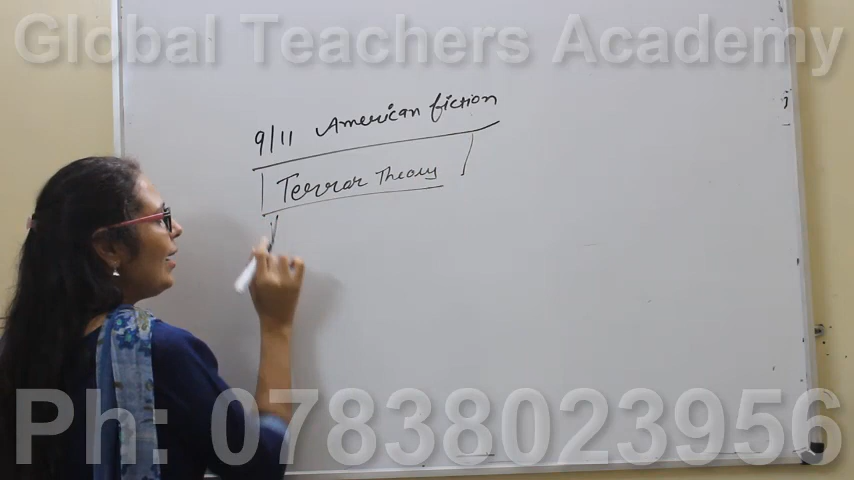 Global Teachers Academy
9/11 American fiction
Terror Theory
Ph: 07838023956